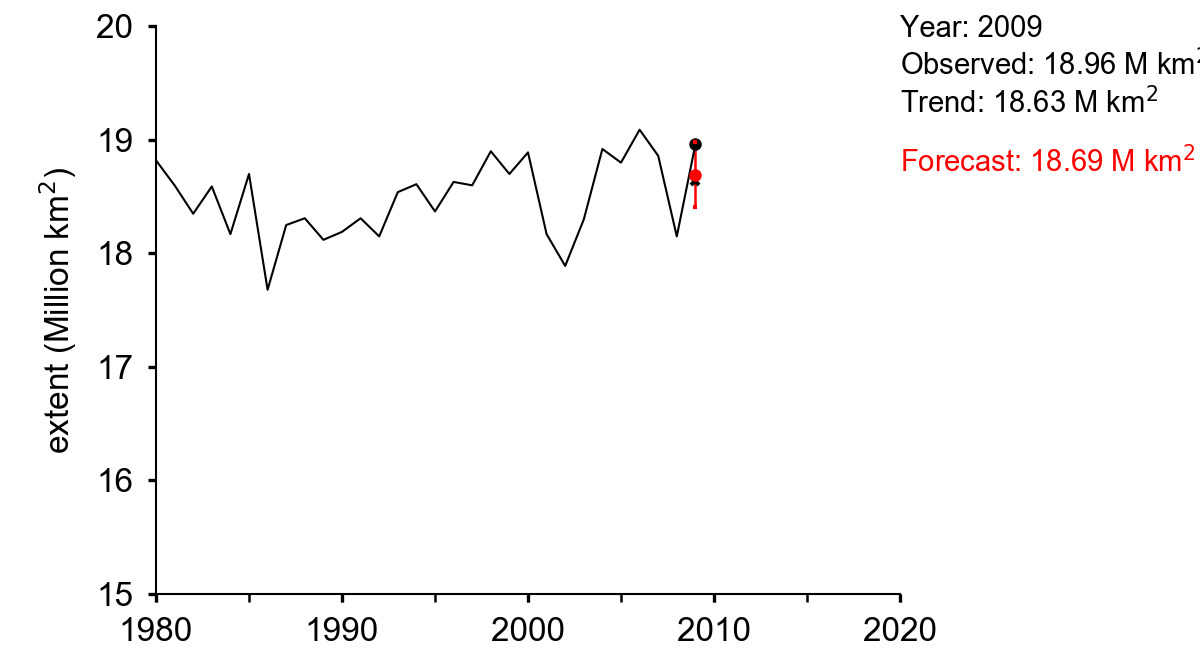 20
19
18
17
16
15
1980
1990
2000
2010
2020
extent (Million km²)
Year: 2009
Observed: 18.96 M km²
Trend: 18.63 M km²
Forecast: 18.69 M km²